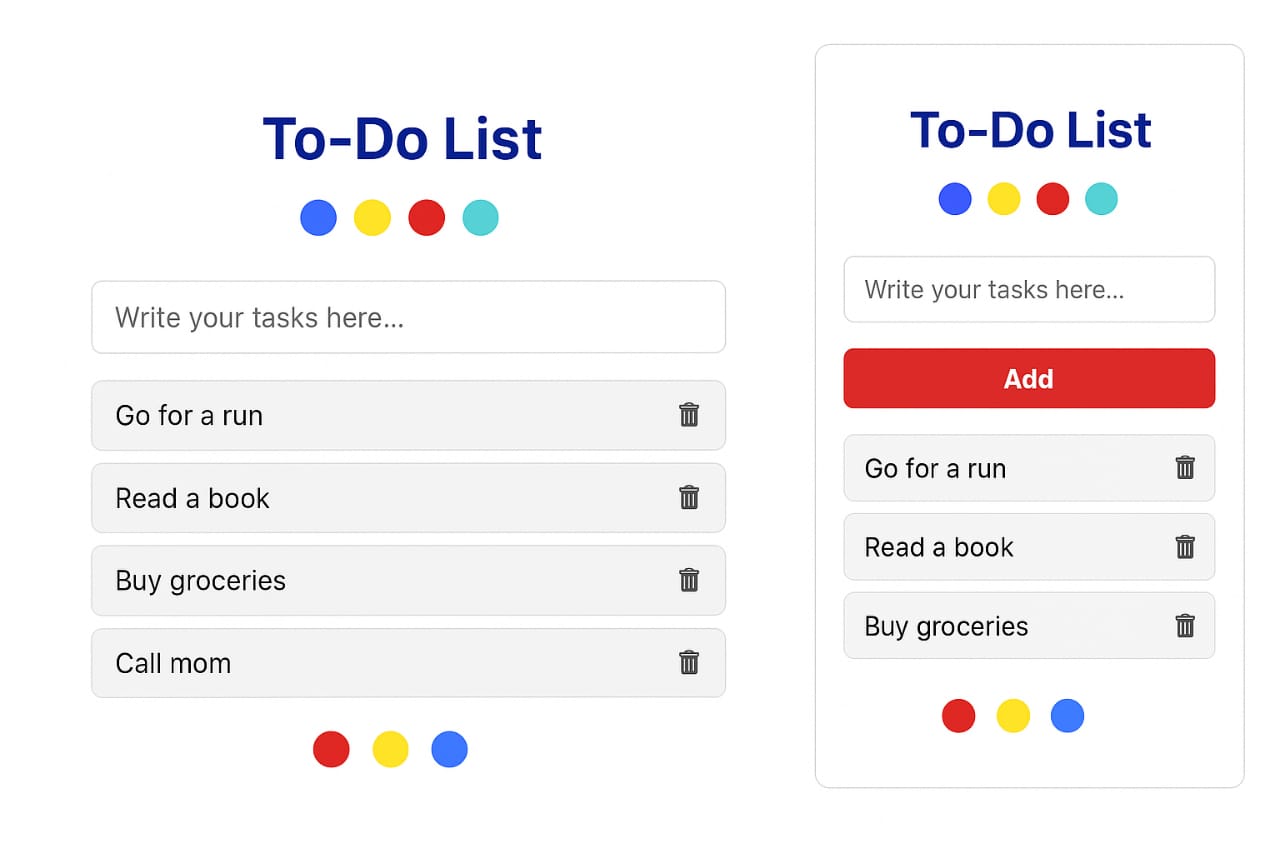 To-Do List
Write your tasks here...
Go for a run
Read a book
Buy groceries
Call mom
To-Do List
Write your tasks here...
Add
Go for a run
Read a book
Buy groceries